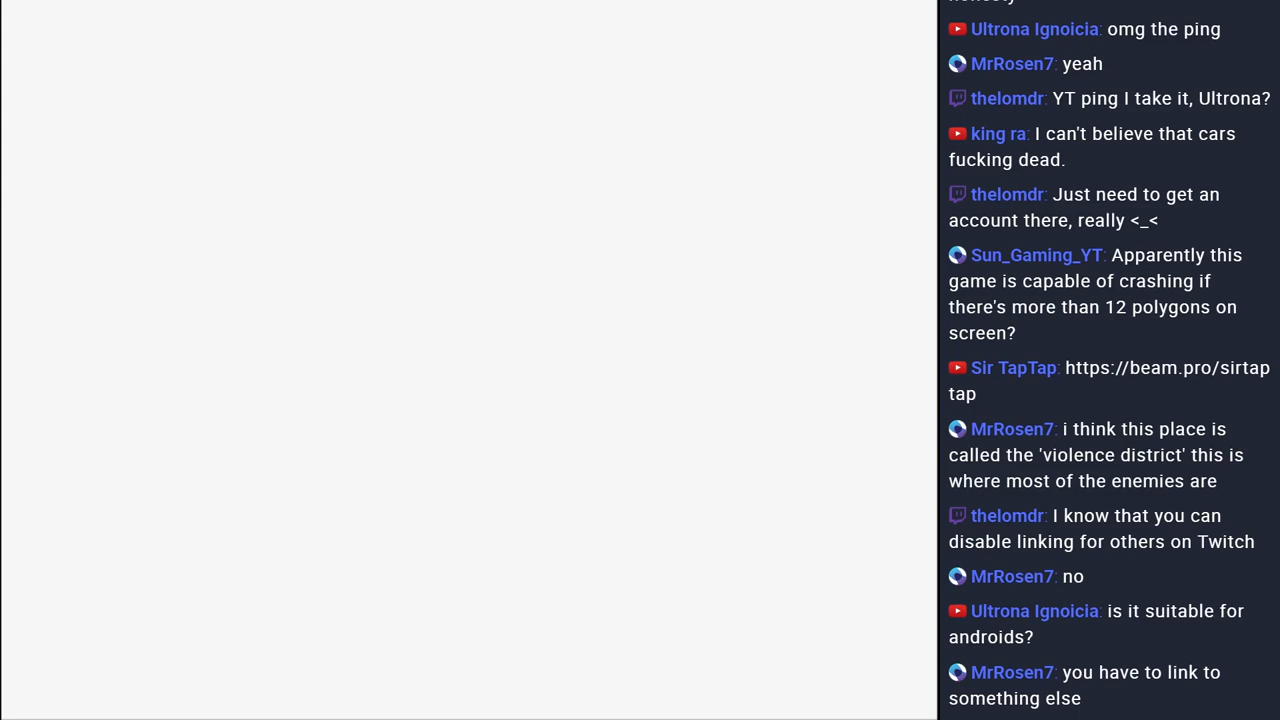 honesty
Ultrona Ignoicia: omg the ping
MrRosen7: yeah
thelomdr: YT ping I take it, Ultrona?
king ra: I can't believe that cars
fucking dead.
thelomdr: Just need to get an
account there, really <_<
Sun_Gaming_YT: Apparently this
game is capable of crashing if
there's more than 12 polygons on
screen?
Sir TapTap: https://beam.pro/sirtap
tap
MrRosen7: i think this place is
called the 'violence district' this is
where most of the enemies are
thelomdr: I know that you can
disable linking for others on Twitch
MrRosen7: no
Ultrona Ignoicia: is it suitable for
androids?
MrRosen7: you have to link to
something else